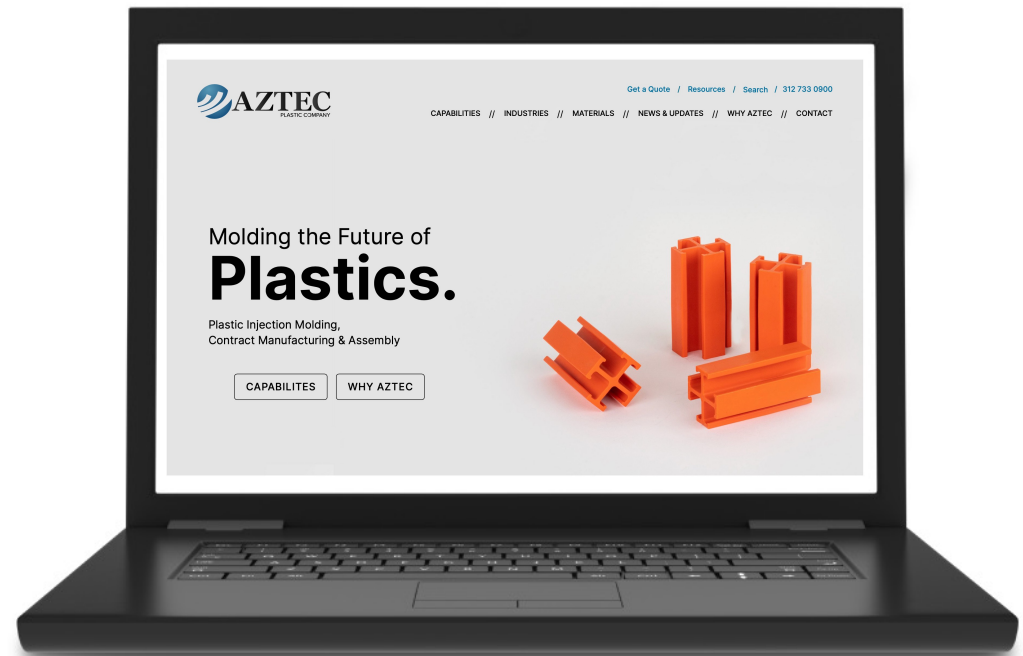 AZTEC
PLASTIC COMPANY
Get a Quote / Resources / Search / 312 733 0900
CAPABILITIES // INDUSTRIES // MATERIALS // NEWS & UPDATES // WHY AZTEC // CONTACT
Molding the Future of
Plastics.
Plastic Injection Molding,
Contract Manufacturing & Assembly
CAPABILITES
WHY AZTEC